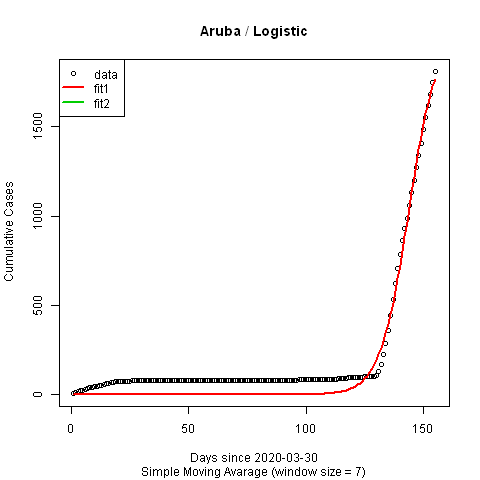 Aruba / Logistic
data
fit1
fit2
Cumulative Cases
0
500
1000
1500
0
50
100
150
Days since 2020-03-30
Simple Moving Avarage (window size = 7)